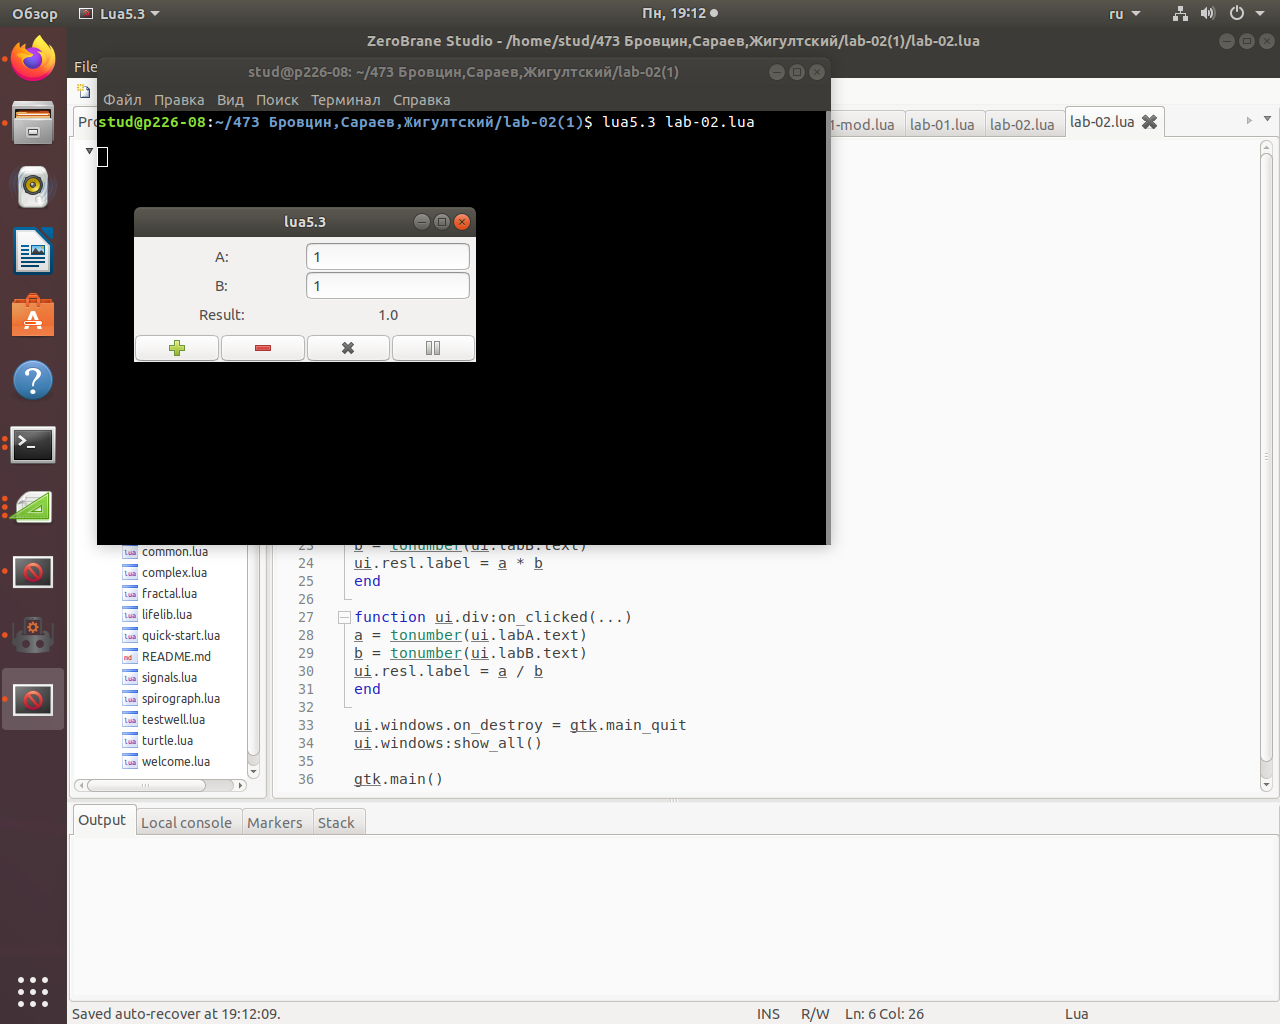 Обзор
Lua5.3
Пн, 19:12
ru
ZeroBrane Studio - /home/stud/473 Бровцин,Сараев,Жигултский/lab-02(1)/lab-02.lua
File
stud@p226-08: ~/473 Бровцин,Сараев,Жигултский/lab-02(1)
Файл Правка Вид Поиск Терминал Справка
stud@p226-08:~/473 Бровцин,Сараев,Жигултский/lab-02(1)$ lua5.3 lab-02.lua
1-mod.lua
lab-01.lua
lab-02.lua
lab-02.lua
lua5.3
A: 1
B: 1
Result: 1.0
common.lua
complex.lua
fractal.lua
lifelib.lua
quick-start.lua
README.md
signals.lua
spirograph.lua
testwell.lua
turtle.lua
welcome.lua
23 b = tonumber(ui.labB.text)
24 ui.resl.label = a * b
25 end
26
27 function ui.div:on_clicked(...)
28 a = tonumber(ui.labA.text)
29 b = tonumber(ui.labB.text)
30 ui.resl.label = a / b
31 end
32
33 ui.windows.on_destroy = gtk.main_quit
34 ui.windows:show_all()
35
36 gtk.main()
Output
Local console
Markers
Stack
Saved auto-recover at 19:12:09.
INS
R/W
Ln: 6 Col: 26
Lua